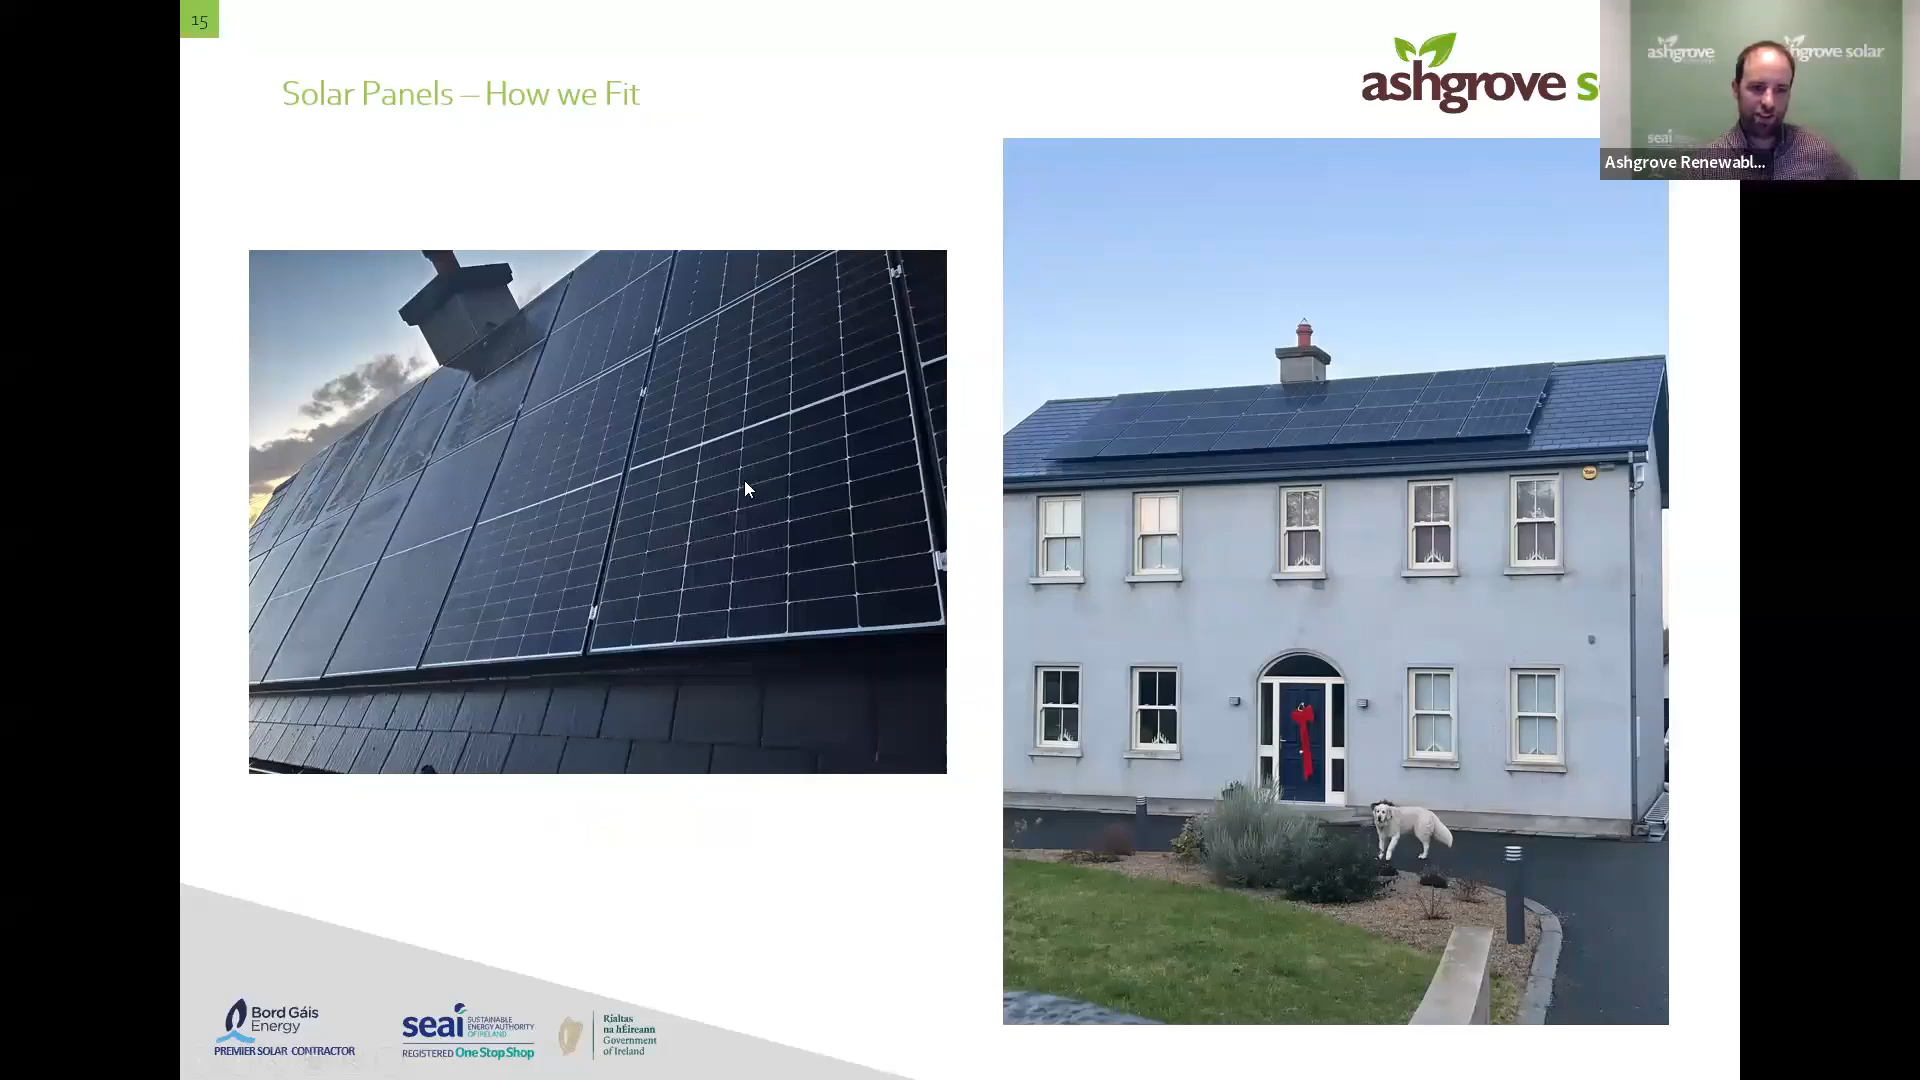 15
Solar Panels – How we Fit
ashgrove s
ashgrove
hgrove solar
seai
Ashgrove Renewabl...
Bord Gáis
Energy
PREMIER SOLAR CONTRACTOR
seai SUSTAINABLE
ENERGY AUTHORITY
OF IRELAND
REGISTERED One Stop Shop
Rialtas
na hÉireann
Government
of Ireland